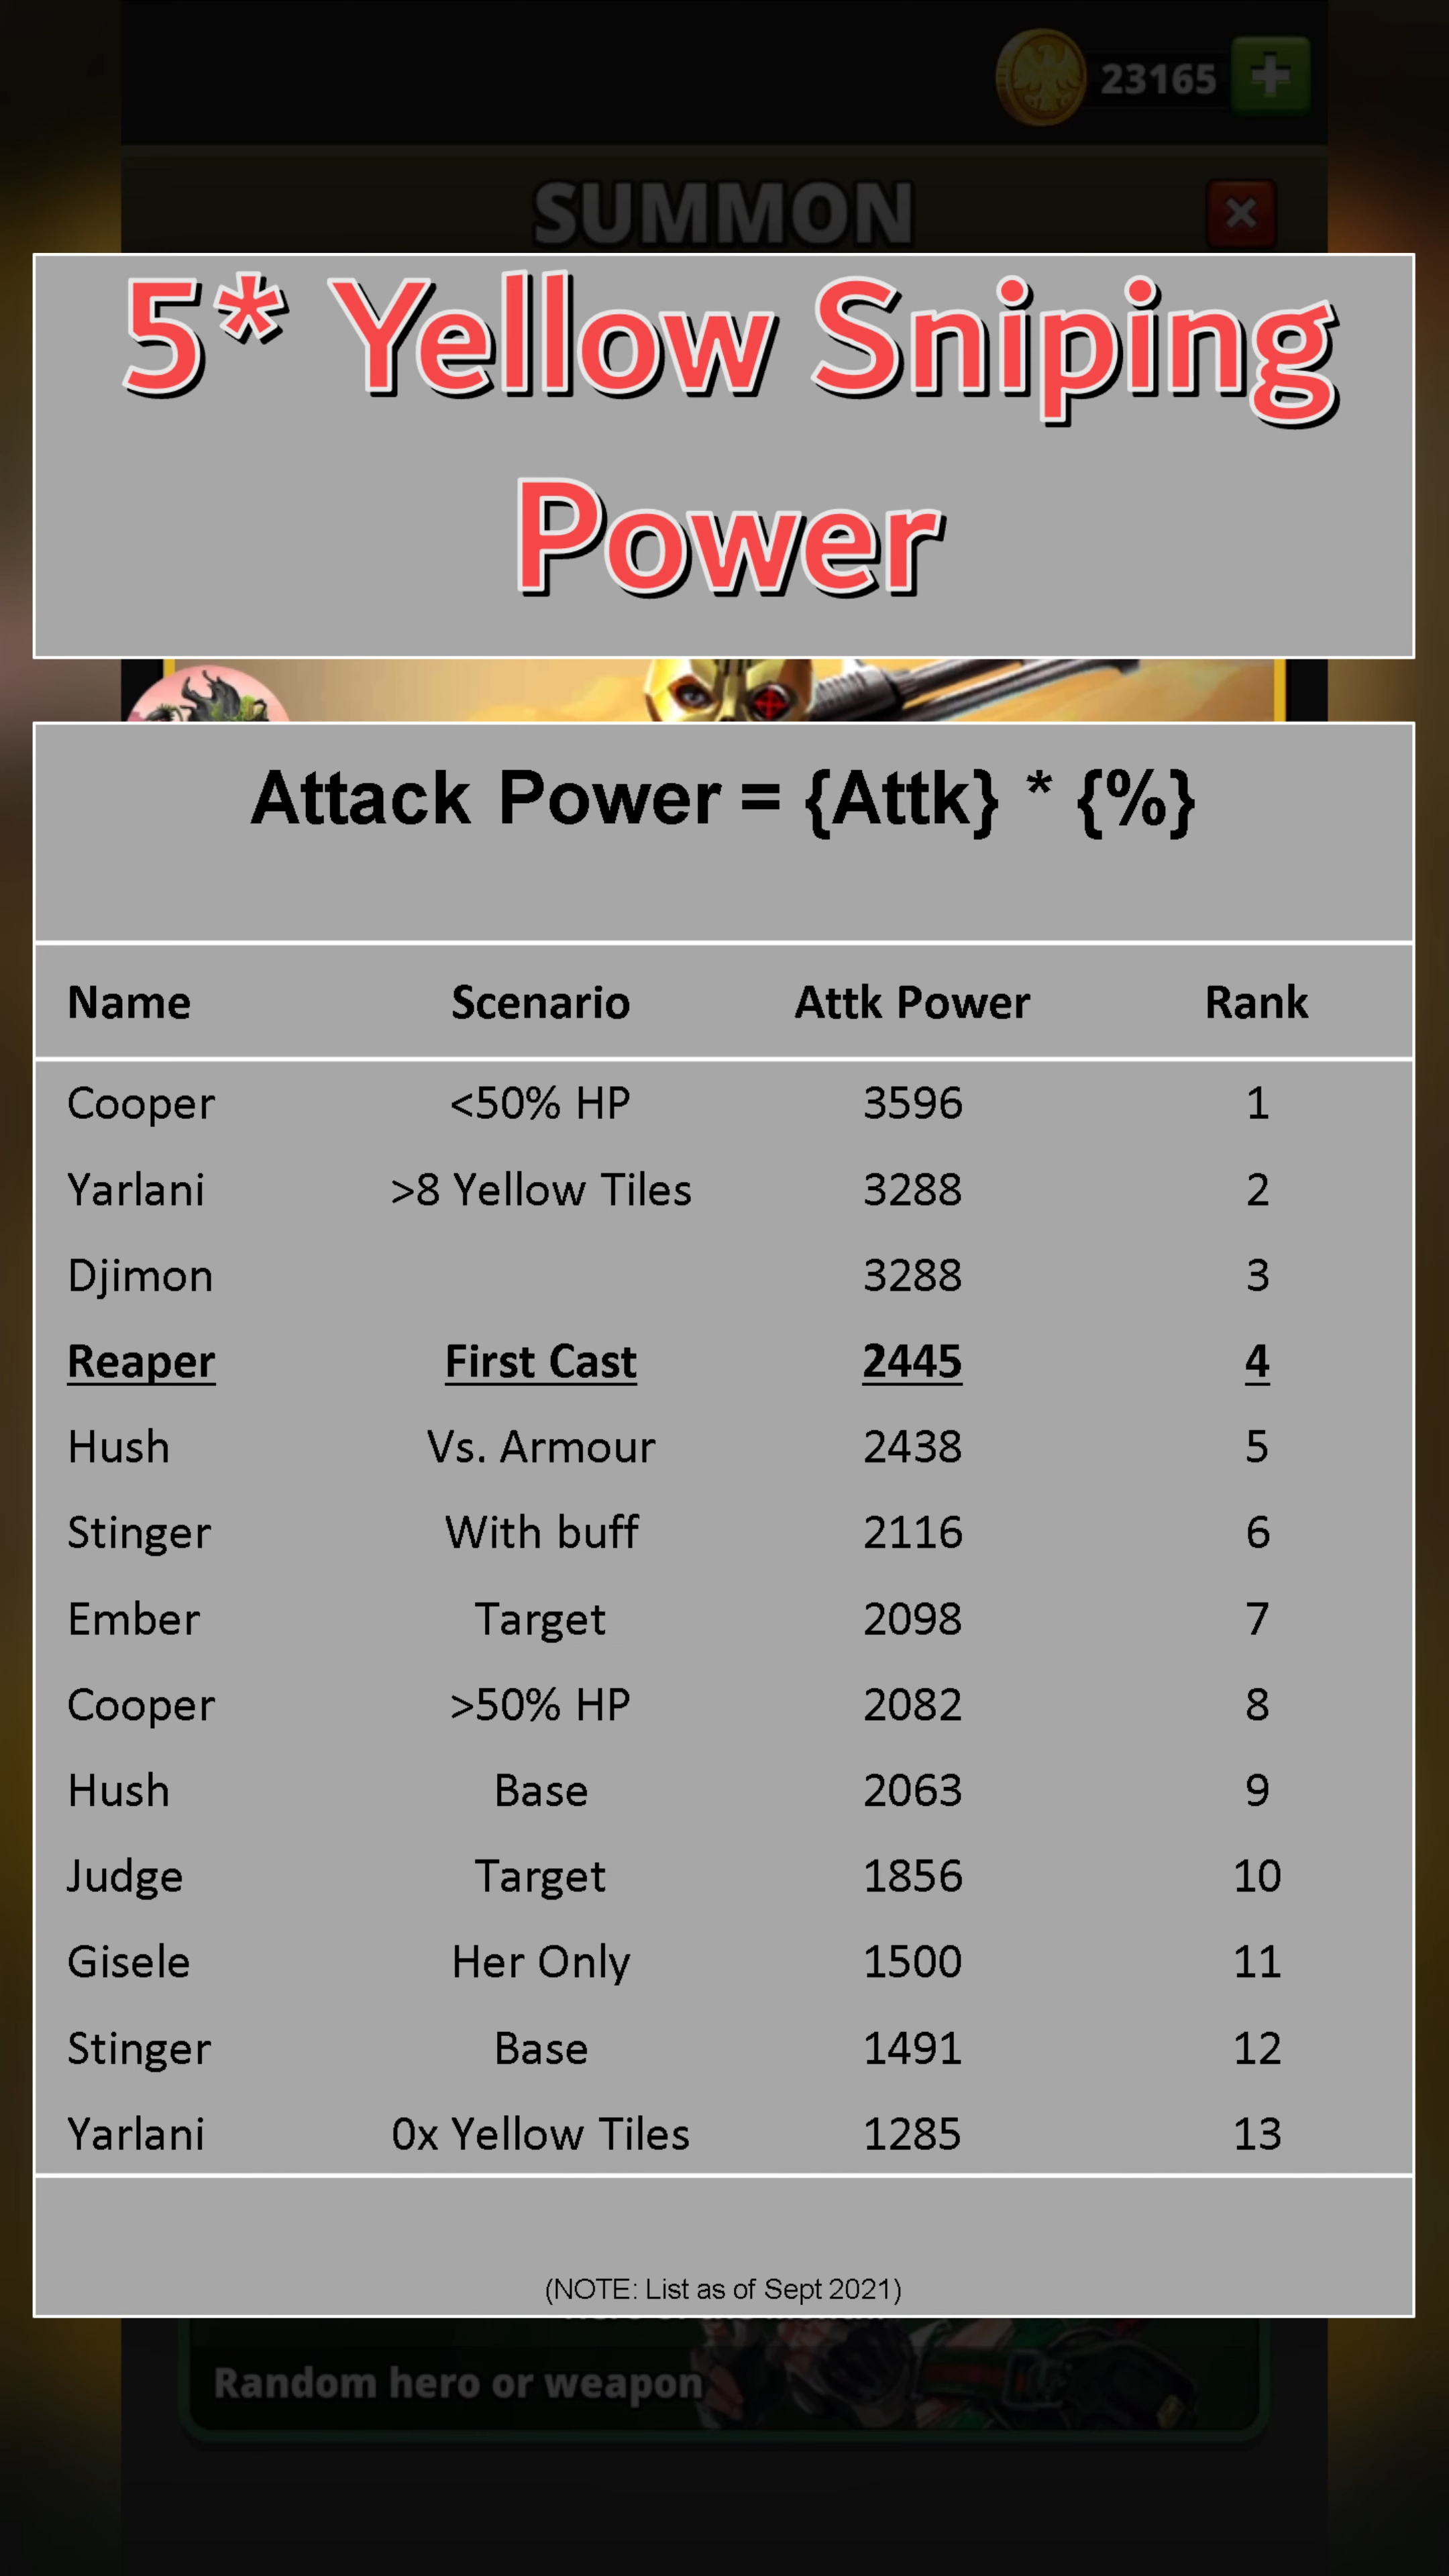 23165
SUMMON
5* Yellow Sniping
Power
Attack Power = {Attk} * {%}
Name Scenario Attk Power Rank
Cooper <50% HP 3596 1
Yarlani >8 Yellow Tiles 3288 2
Djimon 3288 3
Reaper First Cast 2445 4
Hush Vs. Armour 2438 5
Stinger With buff 2116 6
Ember Target 2098 7
Cooper >50% HP 2082 8
Hush Base 2063 9
Judge Target 1856 10
Gisele Her Only 1500 11
Stinger Base 1491 12
Yarlani 0x Yellow Tiles 1285 13
(NOTE: List as of Sept 2021)
Random hero or weapon